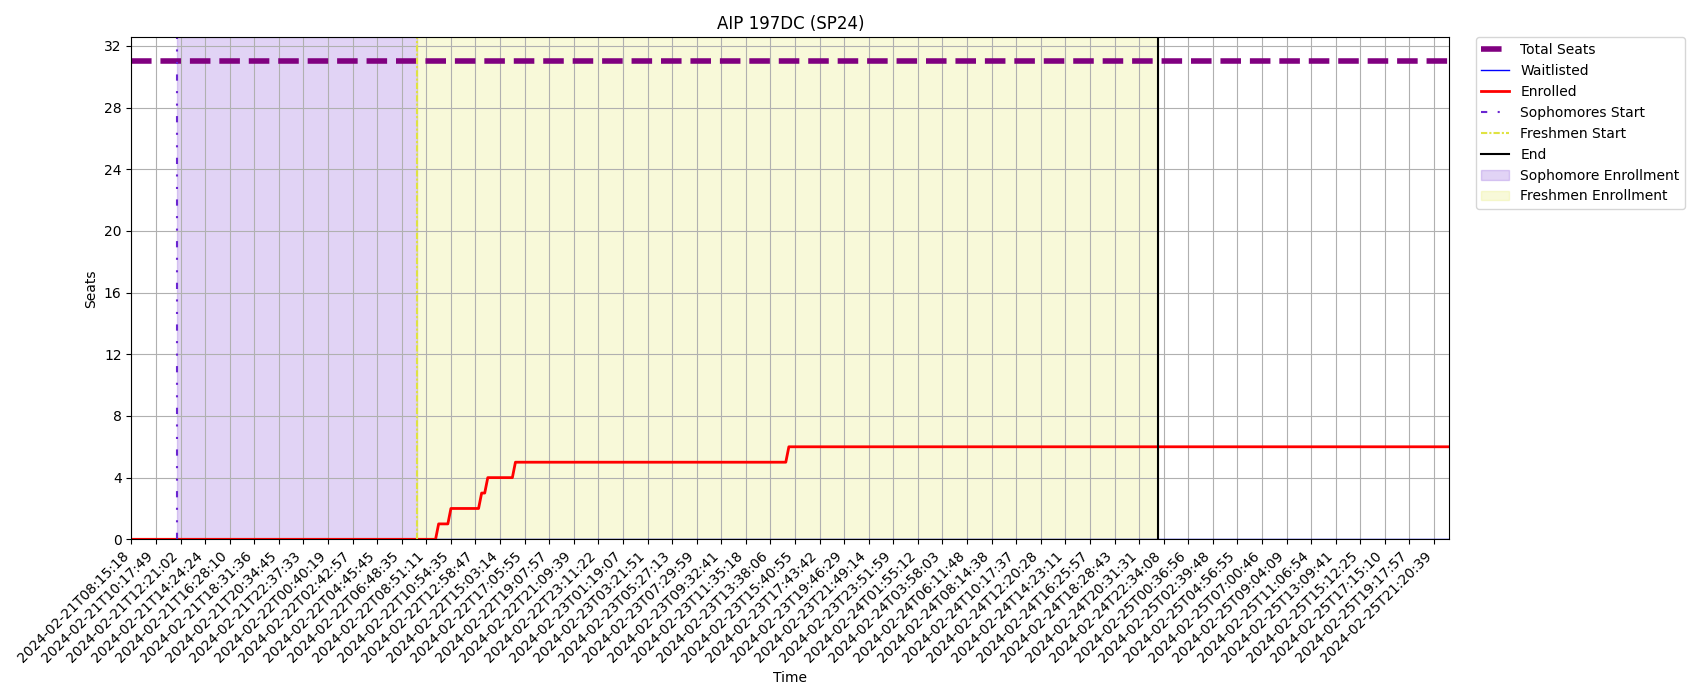 AIP 197DC (SP24)
Seats
32
28
24
20
16
12
8
4
0
Total Seats
Waitlisted
Enrolled
Sophomores Start
Freshmen Start
End
Sophomore Enrollment
Freshmen Enrollment
2024-02-21T08:15:18
2024-02-21T10:17:49
2024-02-21T12:21:02
2024-02-21T14:24:24
2024-02-21T16:28:10
2024-02-21T18:31:36
2024-02-21T20:34:45
2024-02-21T22:37:33
2024-02-22T00:40:19
2024-02-22T02:42:57
2024-02-22T04:45:45
2024-02-22T06:48:35
2024-02-22T08:51:11
2024-02-22T10:54:35
2024-02-22T12:58:47
2024-02-22T15:03:14
2024-02-22T17:05:55
2024-02-22T19:07:57
2024-02-22T21:09:39
2024-02-22T23:11:22
2024-02-23T01:19:07
2024-02-23T03:21:51
2024-02-23T05:27:13
2024-02-23T07:29:59
2024-02-23T09:32:41
2024-02-23T11:35:18
2024-02-23T13:38:06
2024-02-23T15:40:55
2024-02-23T17:43:42
2024-02-23T19:46:29
2024-02-23T21:49:14
2024-02-23T23:51:59
2024-02-24T01:55:12
2024-02-24T03:58:03
2024-02-24T06:11:48
2024-02-24T08:14:38
2024-02-24T10:17:37
2024-02-24T12:20:28
2024-02-24T14:23:11
2024-02-24T16:25:57
2024-02-24T18:28:43
2024-02-24T20:31:31
2024-02-24T22:34:08
2024-02-25T00:36:56
2024-02-25T02:39:48
2024-02-25T04:56:55
2024-02-25T07:00:46
2024-02-25T09:04:09
2024-02-25T11:06:54
2024-02-25T13:09:41
2024-02-25T15:12:25
2024-02-25T17:15:10
2024-02-25T19:17:57
2024-02-25T21:20:39
Time